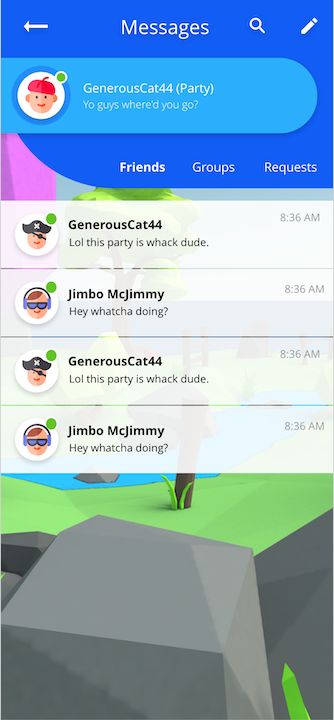 Messages
GenerousCat44 (Party)
Yo guys where'd you go?
Friends Groups Requests
GenerousCat44 8:36 AM
Lol this party is whack dude.
Jimbo McJimmy 8:36 AM
Hey whatcha doing?
GenerousCat44 8:36 AM
Lol this party is whack dude.
Jimbo McJimmy 8:36 AM
Hey whatcha doing?